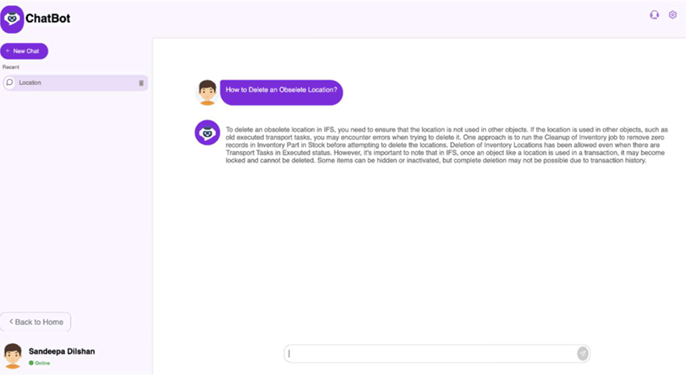 ChatBot
+ New Chat
Recent
Location
How to Delete an Obselete Location?
To delete an obsolete location in IFS, you need to ensure that the location is not used in other objects. If the location is used in other objects, such as
old executed transport tasks, you may encounter errors when trying to delete it. One approach is to run the Cleanup of Inventory job to remove zero
records in Inventory Part in Stock before attempting to delete the locations. Deletion of Inventory Locations has been allowed even when there are
Transport Tasks in Executed status. However, it's important to note that in IFS, once an object like a location is used in a transaction, it may become
locked and cannot be deleted. Some items can be hidden or inactivated, but complete deletion may not be possible due to transaction history.
< Back to Home
Sandeepa Dilshan
Online